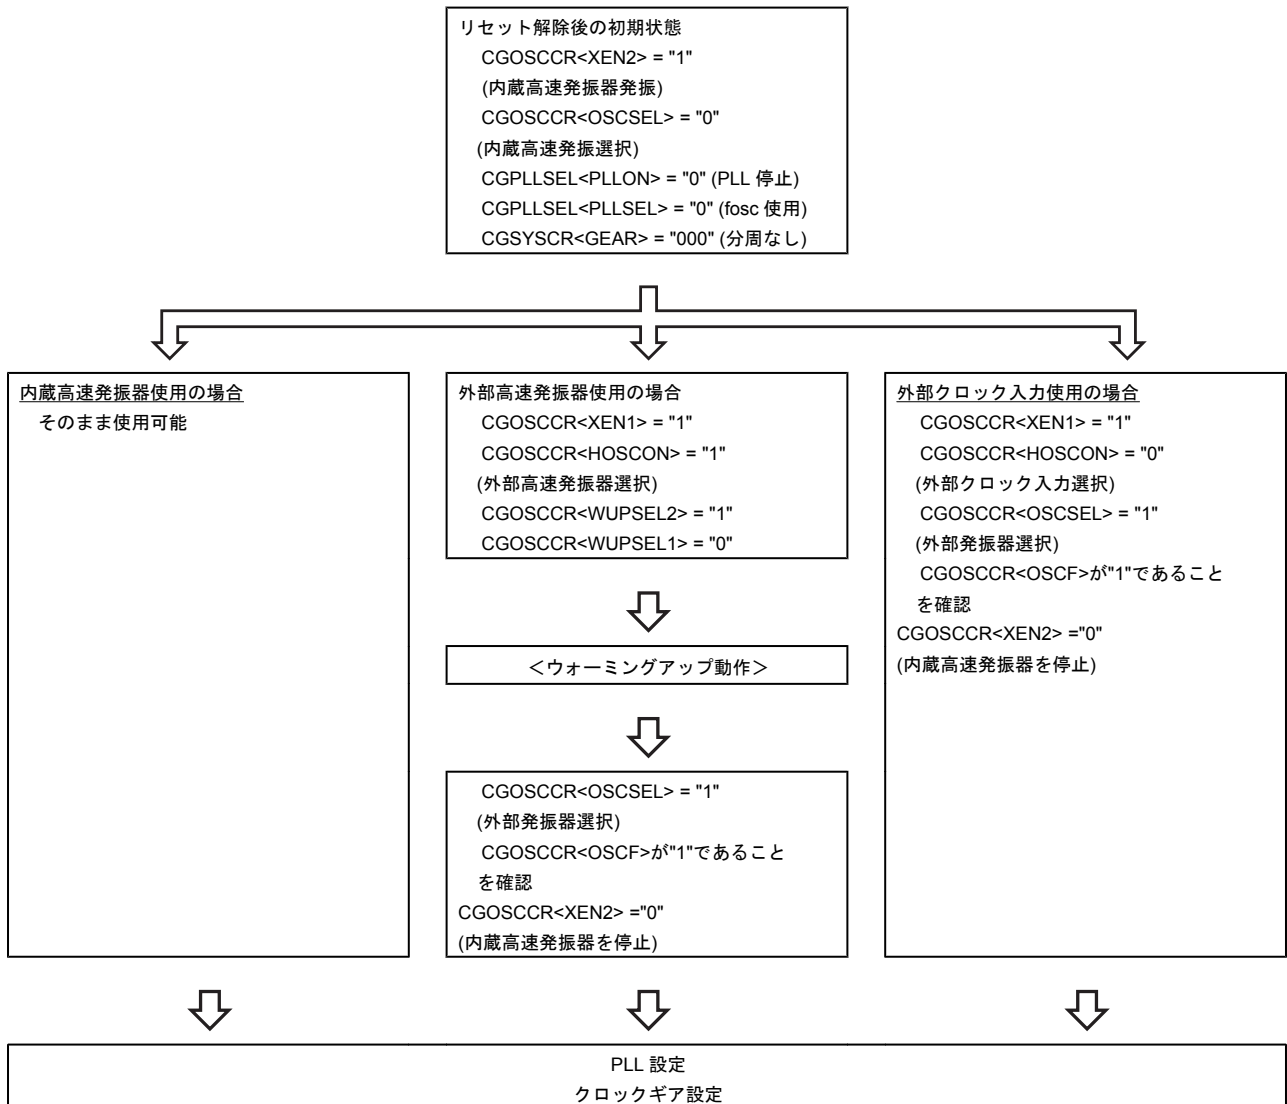 リセット解除後の初期状態
CGOSCCR<XEN2> = "1"
(内蔵高速発振器発振)
CGOSCCR<OSCSEL> = "0"
(内蔵高速発振選択)
CGPLLSEL<PLLON> = "0" (PLL 停止)
CGPLLSEL<PLLSEL> = "0" (fosc 使用)
CGSYSCR<GEAR> = "000" (分周なし)
内蔵高速発振器使用の場合
そのまま使用可能
外部高速発振器使用の場合
CGOSCCR<XEN1> = "1"
CGOSCCR<HOSCON> = "1"
(外部高速発振器選択)
CGOSCCR<WUPSEL2> = "1"
CGOSCCR<WUPSEL1> = "0"
＜ウォーミングアップ動作＞
CGOSCCR<OSCSEL> = "1"
(外部発振器選択)
CGOSCCR<OSCF>が"1"であること
を確認
CGOSCCR<XEN2> ="0"
(内蔵高速発振器を停止)
外部クロック入力使用の場合
CGOSCCR<XEN1> = "1"
CGOSCCR<HOSCON> = "0"
(外部クロック入力選択)
CGOSCCR<OSCSEL> = "1"
(外部発振器選択)
CGOSCCR<OSCF>が"1"であること
を確認
CGOSCCR<XEN2> ="0"
(内蔵高速発振器を停止)
PLL 設定
クロックギア設定